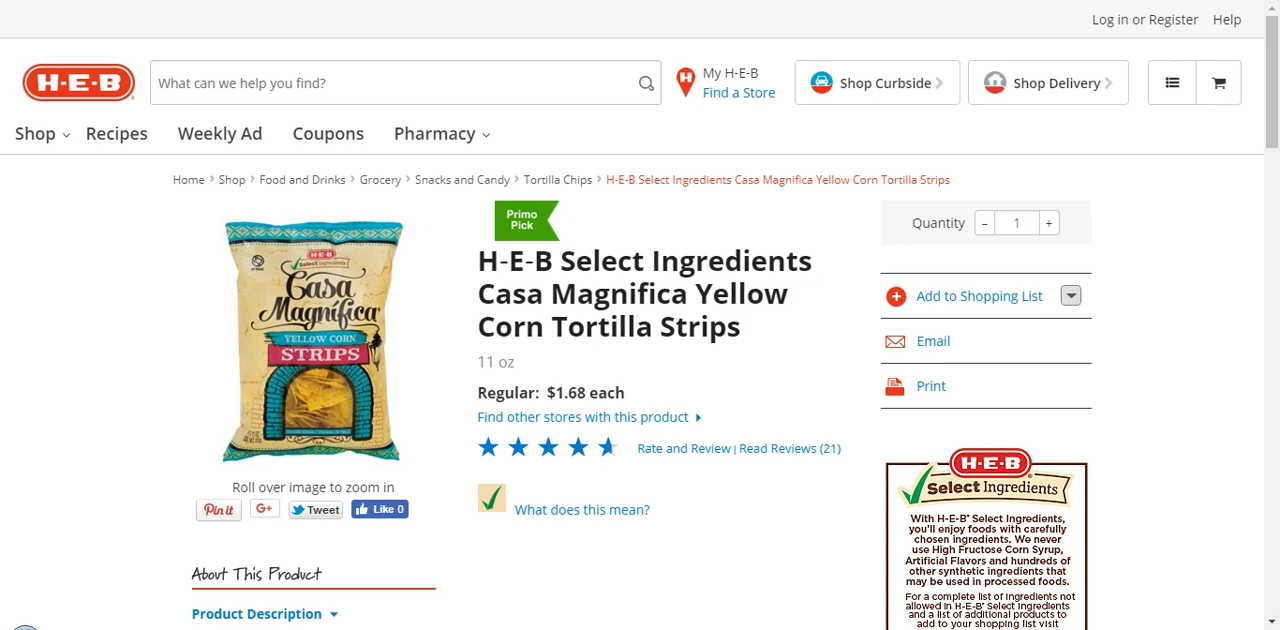 Log in or Register Help
H-E-B
What can we help you find?
My H-E-B
Find a Store
Shop Curbside
Shop Delivery
Shop Recipes Weekly Ad Coupons Pharmacy
Home Shop Food and Drinks Grocery Snacks and Candy Tortilla Chips H-E-B Select Ingredients Casa Magnifica Yellow Corn Tortilla Strips
H-E-B
Select Ingredients
Casa
Magnifica
YELLOW CORN
STRIPS
Roll over image to zoom in
Pin it G+ Tweet Like 0
Primo
Pick
H-E-B Select Ingredients
Casa Magnifica Yellow
Corn Tortilla Strips
11 oz
Regular: $1.68 each
Find other stores with this product
Rate and Review | Read Reviews (21)
What does this mean?
Quantity - 1 +
Add to Shopping List
Email
Print
H-E-B
Select Ingredients
With H-E-B® Select Ingredients,
you'll enjoy foods with carefully
chosen ingredients. We never
use High Fructose Corn Syrup,
Artificial Flavors and hundreds of
other synthetic ingredients that
may be used in processed foods.
For a complete list of ingredients not
allowed in H-E-B® Select Ingredients
and a list of additional products to
add to your shopping list visit
About This Product
Product Description